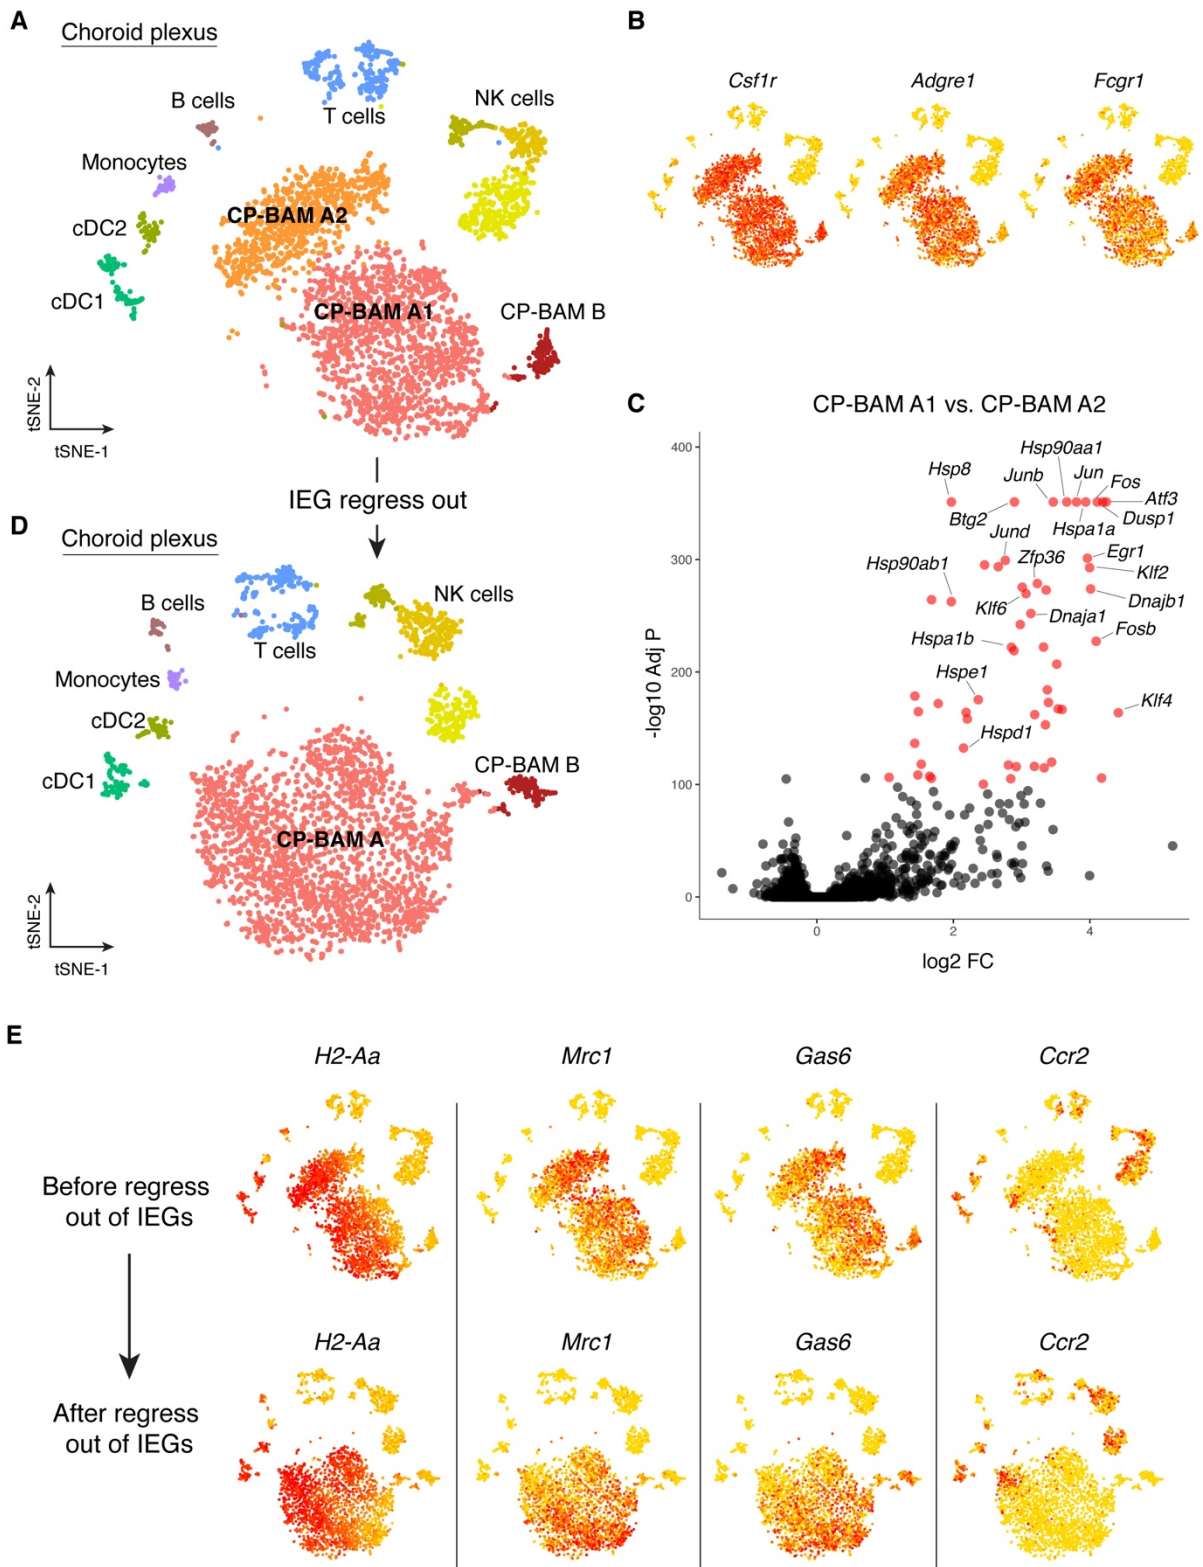 A
Choroid plexus
B cells
T cells
NK cells
Monocytes
CP-BAM A2
cDC2
cDC1
CP-BAM A1
CP-BAM B
tSNE-2
tSNE-1
IEG regress out
B
Csf1r
Adgre1
Fcgr1
C
CP-BAM A1 vs. CP-BAM A2
400
300
200
100
0
-log10 Adj P
Hsp90aa1
Hsp8
Junb
Jun
Fos
Atf3
Btg2
Hspa1a
Dusp1
Jund
Zfp36
Egr1
Hsp90ab1
Klf2
Klf6
Dnajb1
Dnaja1
Hspa1b
Fosb
Hspe1
Klf4
Hspd1
0
2
4
log2 FC
D
Choroid plexus
B cells
T cells
NK cells
Monocytes
cDC2
cDC1
CP-BAM B
CP-BAM A
tSNE-2
tSNE-1
E
H2-Aa
Mrc1
Gas6
Ccr2
Before regress
out of IEGs
H2-Aa
Mrc1
Gas6
Ccr2
After regress
out of IEGs